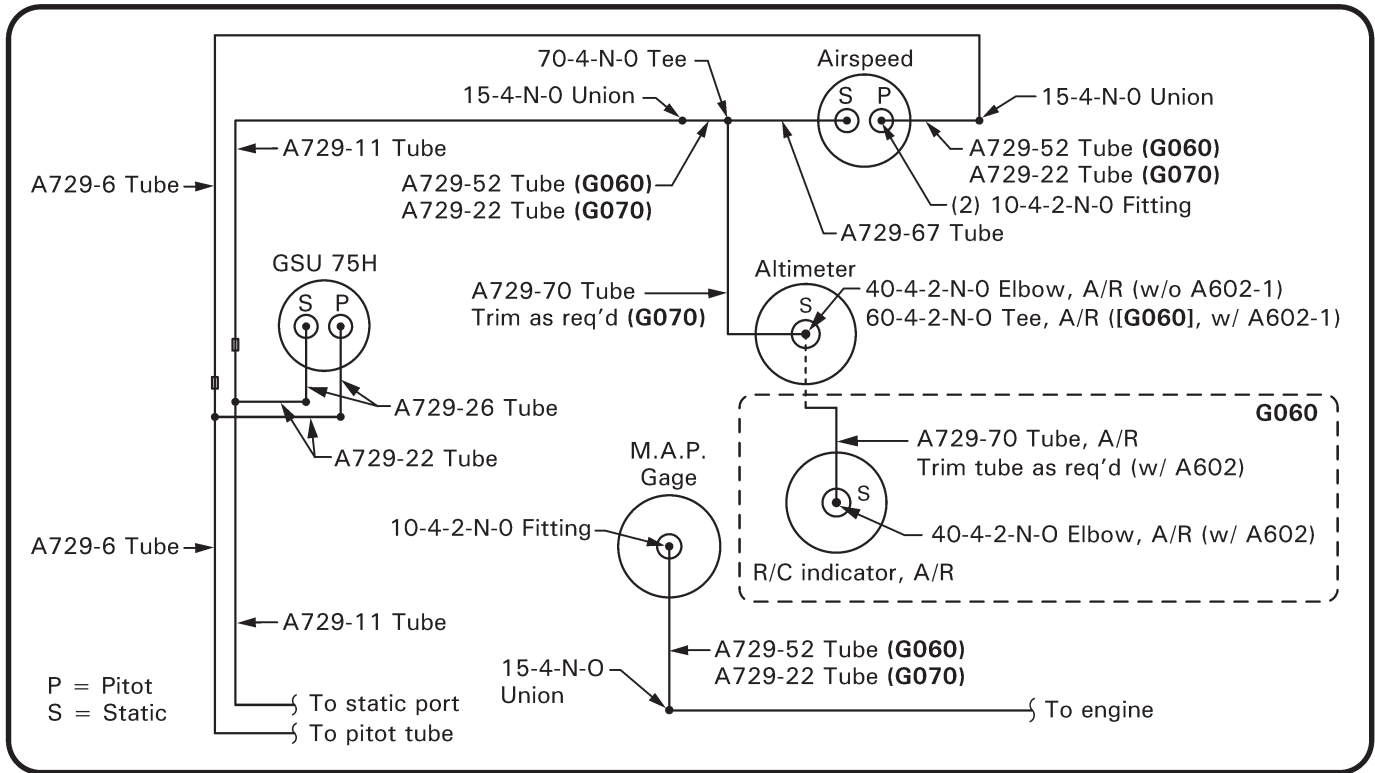 70-4-N-0 Tee
Airspeed
15-4-N-0 Union
S P
15-4-N-0 Union
A729-11 Tube
A729-52 Tube (G060)
A729-22 Tube (G070)
A729-6 Tube
A729-52 Tube (G060)
A729-22 Tube (G070)
(2) 10-4-2-N-0 Fitting
A729-67 Tube
GSU 75H
S P
Altimeter
S
A729-70 Tube
Trim as req'd (G070)
40-4-2-N-0 Elbow, A/R (w/o A602-1)
60-4-2-N-O Tee, A/R ([G060], w/ A602-1)
A729-26 Tube
A729-22 Tube
G060
A729-70 Tube, A/R
Trim tube as req'd (w/ A602)
M.A.P.
Gage
S
10-4-2-N-0 Fitting
40-4-2-N-O Elbow, A/R (w/ A602)
A729-6 Tube
R/C indicator, A/R
A729-11 Tube
A729-52 Tube (G060)
A729-22 Tube (G070)
15-4-N-O
Union
P = Pitot
S = Static
To static port
To pitot tube
To engine